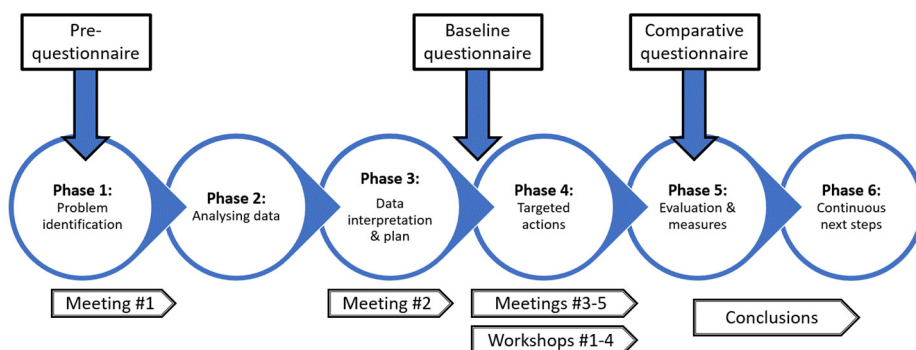 Pre-
questionnaire
Baseline
questionnaire
Comparative
questionnaire
Phase 1:
Problem
identification
Phase 2:
Analysing data
Phase 3:
Data
interpretation
& plan
Phase 4:
Targeted
actions
Phase 5:
Evaluation &
measures
Phase 6:
Continuous
next steps
Meeting #1
Meeting #2
Meetings #3-5
Workshops #1-4
Conclusions